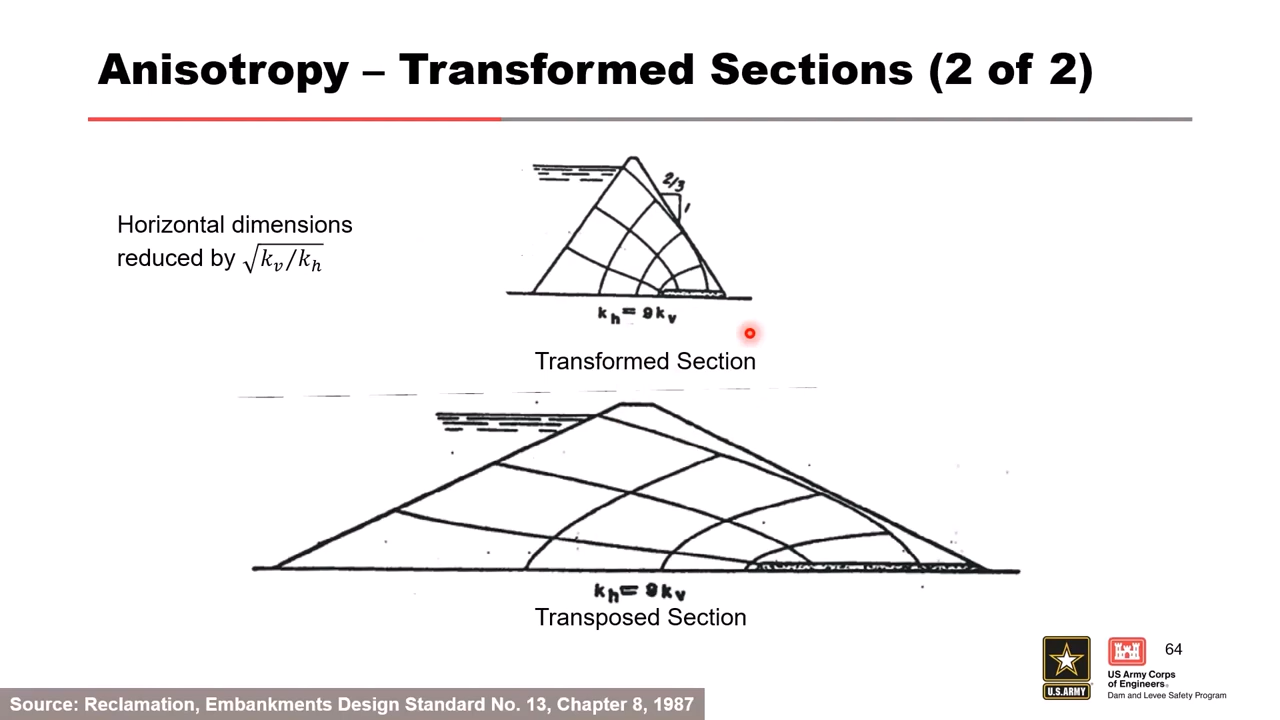 Anisotropy – Transformed Sections (2 of 2)
Horizontal dimensions
reduced by √kᵥ/kₕ
2/3
1
kₕ = 9kᵥ
Transformed Section
kₕ = 9kᵥ
Transposed Section
64
U.S. ARMY
US Army Corps
of Engineers®
Dam and Levee Safety Program
Source: Reclamation, Embankments Design Standard No. 13, Chapter 8, 1987